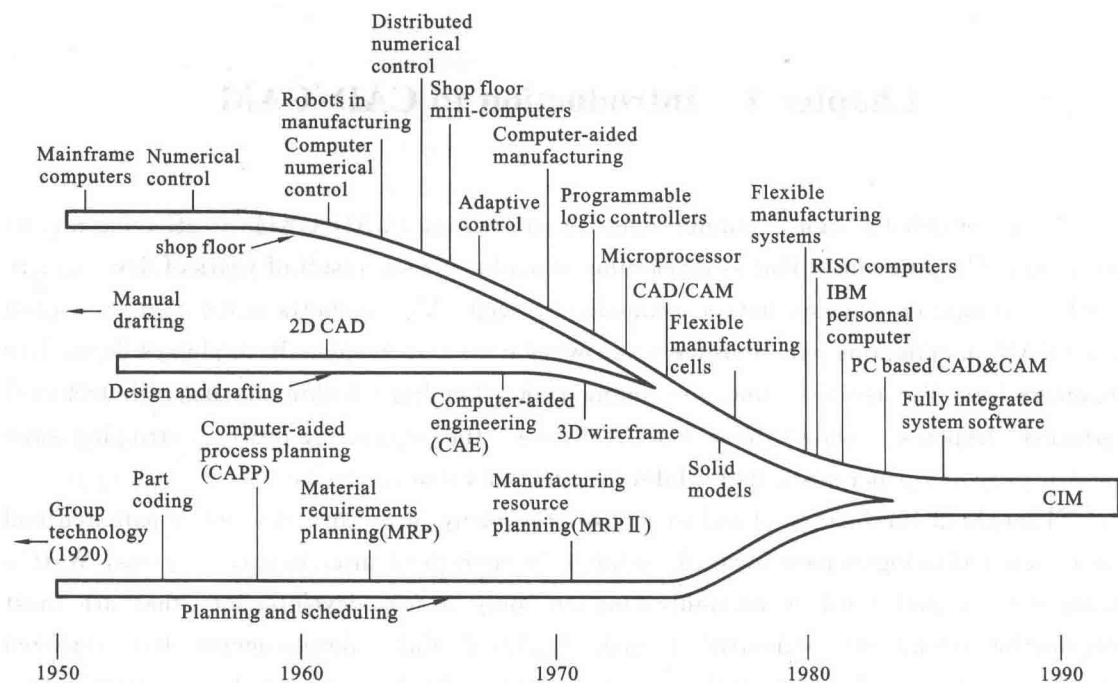 Distributed
numerical
control
Robots in
manufacturing
Shop floor
mini-computers
Mainframe
computers
Numerical
control
Computer
numerical
control
Computer-aided
manufacturing
Adaptive
control
Programmable
logic controllers
Flexible
manufacturing
systems
shop floor
Microprocessor
RISC computers
Manual
drafting
2D CAD
CAD/CAM
IBM
personnal
computer
Flexible
manufacturing
cells
PC based CAD&CAM
Design and drafting
Computer-aided
engineering
(CAE)
3D wireframe
Fully integrated
system software
Computer-aided
process planning
(CAPP)
Solid
models
Part
coding
Material
requirements
planning(MRP)
Manufacturing
resource
planning(MRPⅡ)
CIM
Group
technology
(1920)
Planning and scheduling
1950 1960 1970 1980 1990